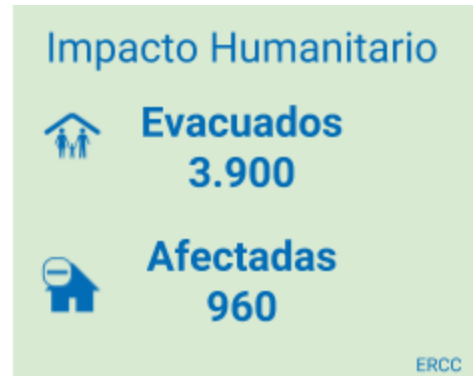 Impacto Humanitario
Evacuados
3.900
Afectadas
960
ERCC